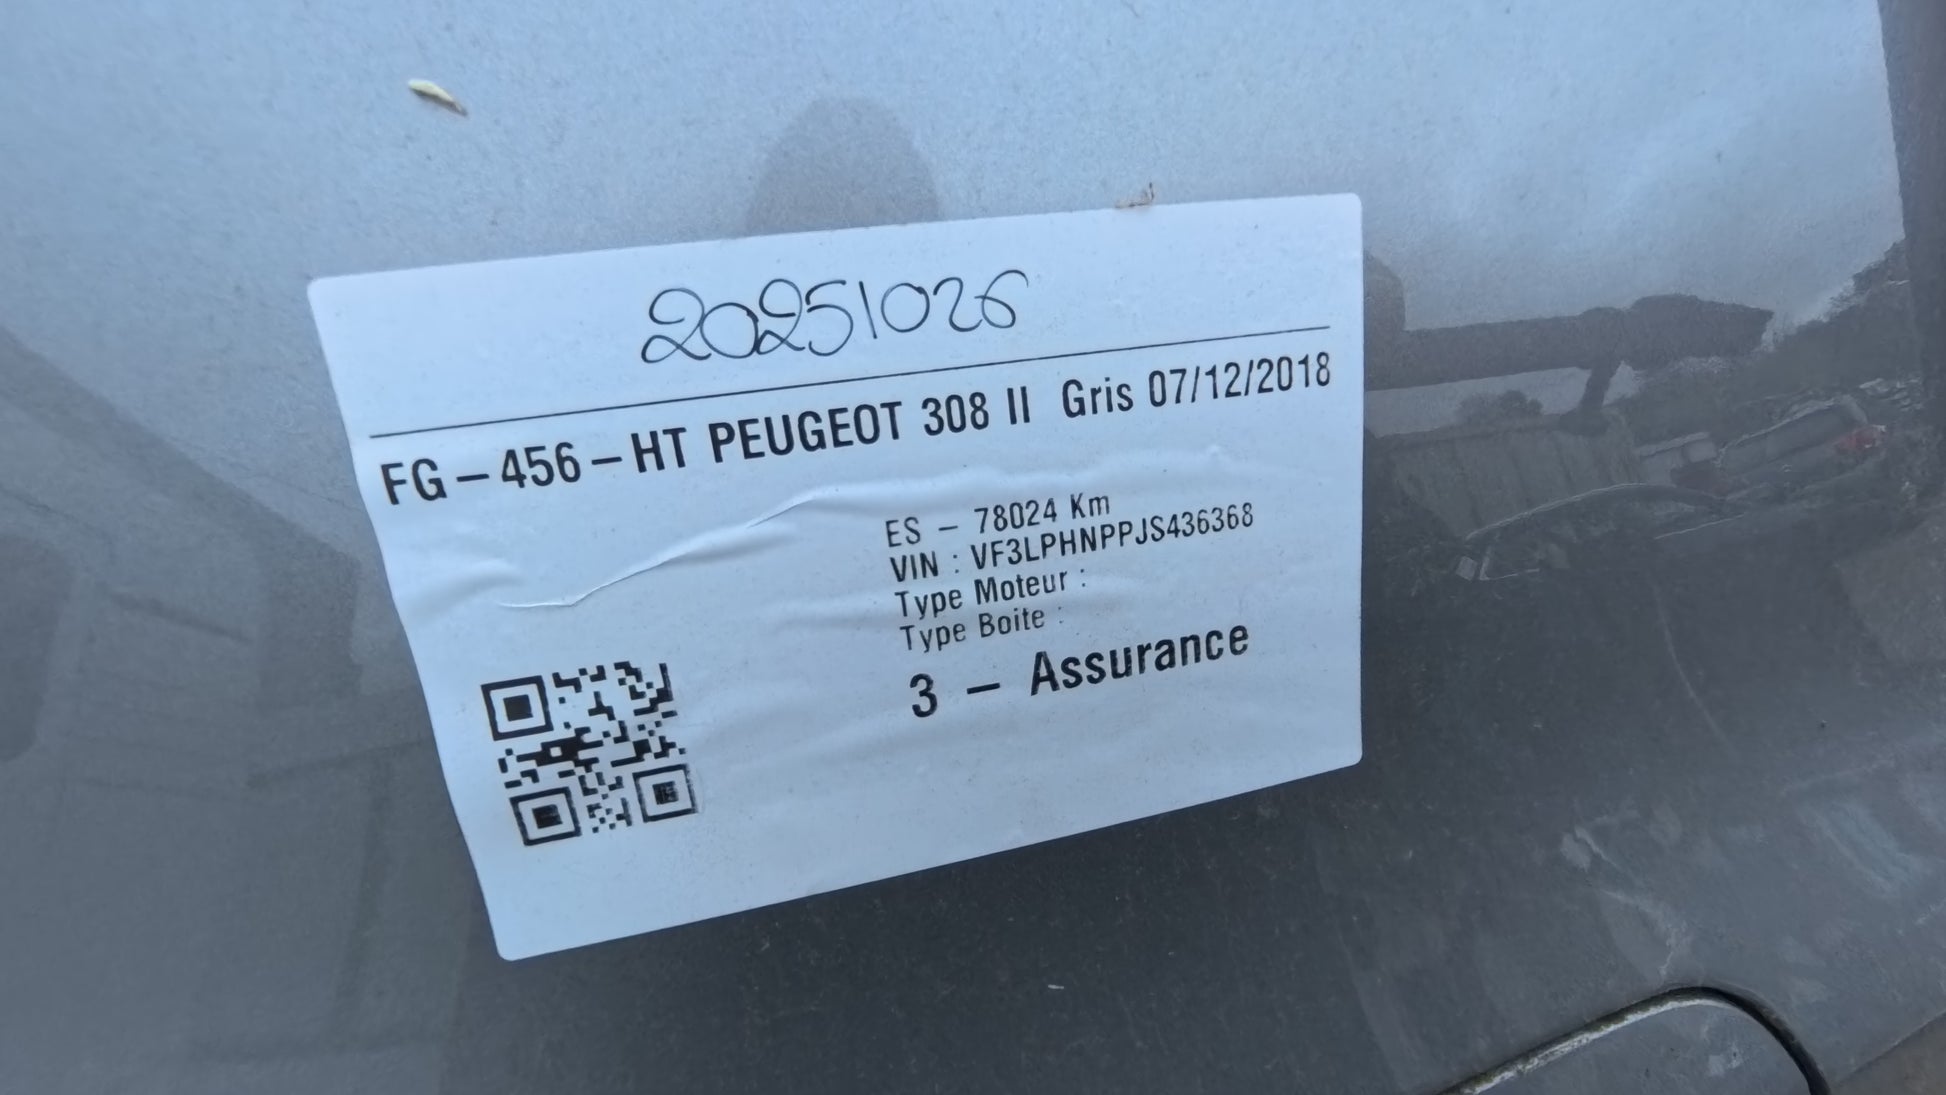 20251026
FG-456-HT PEUGEOT 308 II Gris 07/12/2018
ES - 78024 Km
VIN : VF3LPHNPPJS436368
Type Moteur :
Type Boite :
3 - Assurance